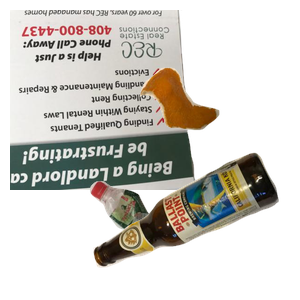 Being a Landlord ca
be Frustrating!
✓ Finding Qualified Tenants
✓ Staying Within Rental Laws
Collecting Rent
andling Maintenance & Repairs
✓ Evictions
Help is a Just
Phone Call Away:
408-800-4437
REC
Real Estate
Connections
For over 60 years, REC has managed homes
BALLAST
POINT